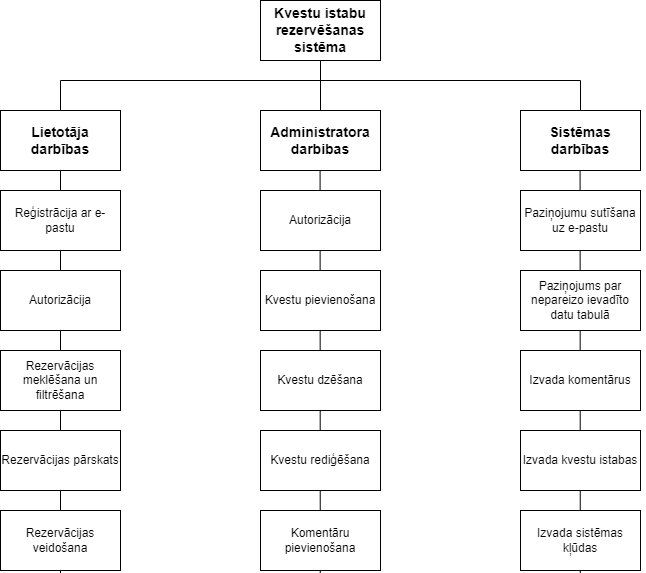 Kvestu istabu
rezervēšanas
sistēma
Lietotāja
darbības
Administratora
darbibas
Sistēmas
darbības
Reģistrācija ar e-
pastu
Autorizācija
Paziņojumu sutīšana
uz e-pastu
Autorizācija
Kvestu pievienošana
Paziņojums par
nepareizo ievadīto
datu tabulā
Rezervācijas
meklēšana un
filtrēšana
Kvestu dzēšana
Izvada komentārus
Rezervācijas pārskats
Kvestu rediģēšana
Izvada kvestu istabas
Rezervācijas
veidošana
Komentāru
pievienošana
Izvada sistēmas
kļūdas